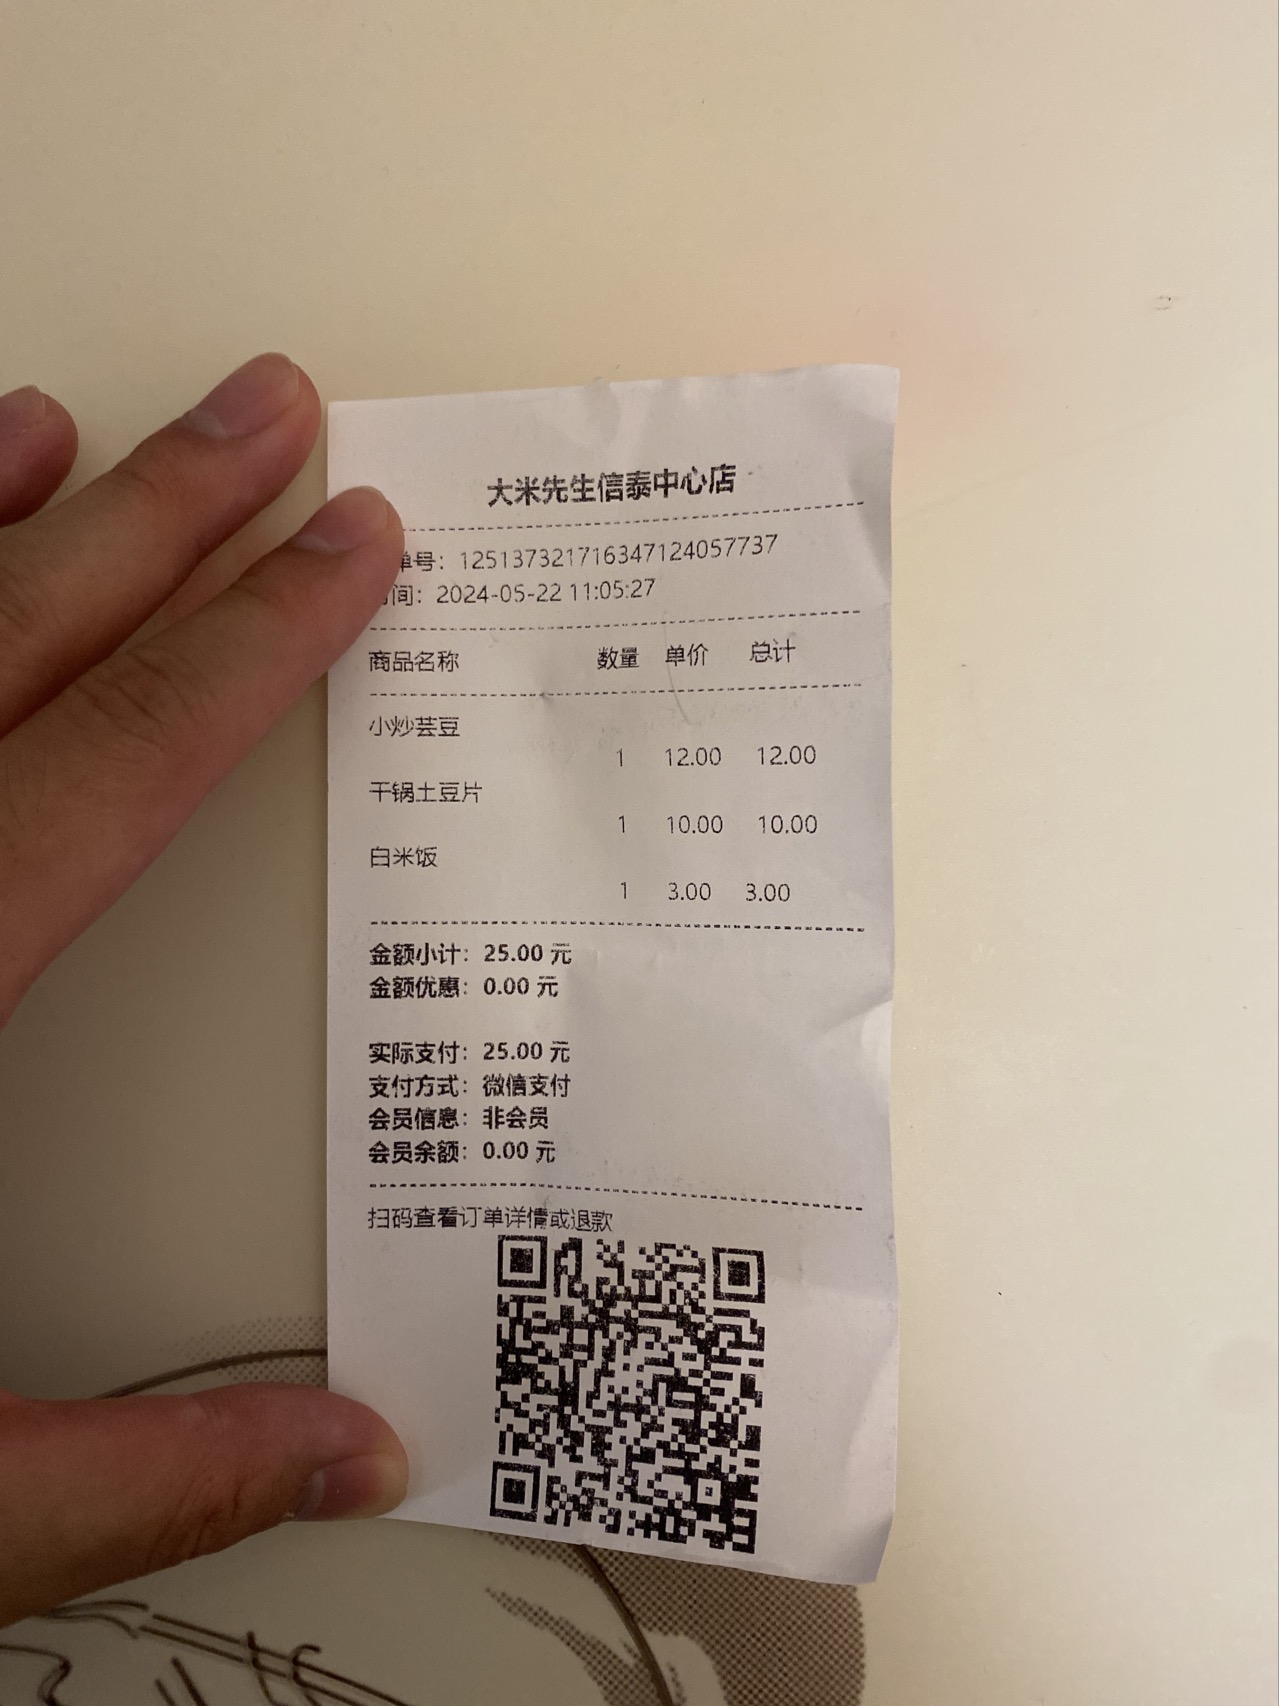 大米先生信泰中心店
单号：125137321716347124057737
间：2024-05-22 11:05:27
商品名称 数量 单价 总计
小炒芸豆
1 12.00 12.00
干锅土豆片
1 10.00 10.00
白米饭
1 3.00 3.00
金额小计：25.00 元
金额优惠：0.00 元
实际支付：25.00 元
支付方式：微信支付
会员信息：非会员
会员余额：0.00 元
扫码查看订单详情或退款